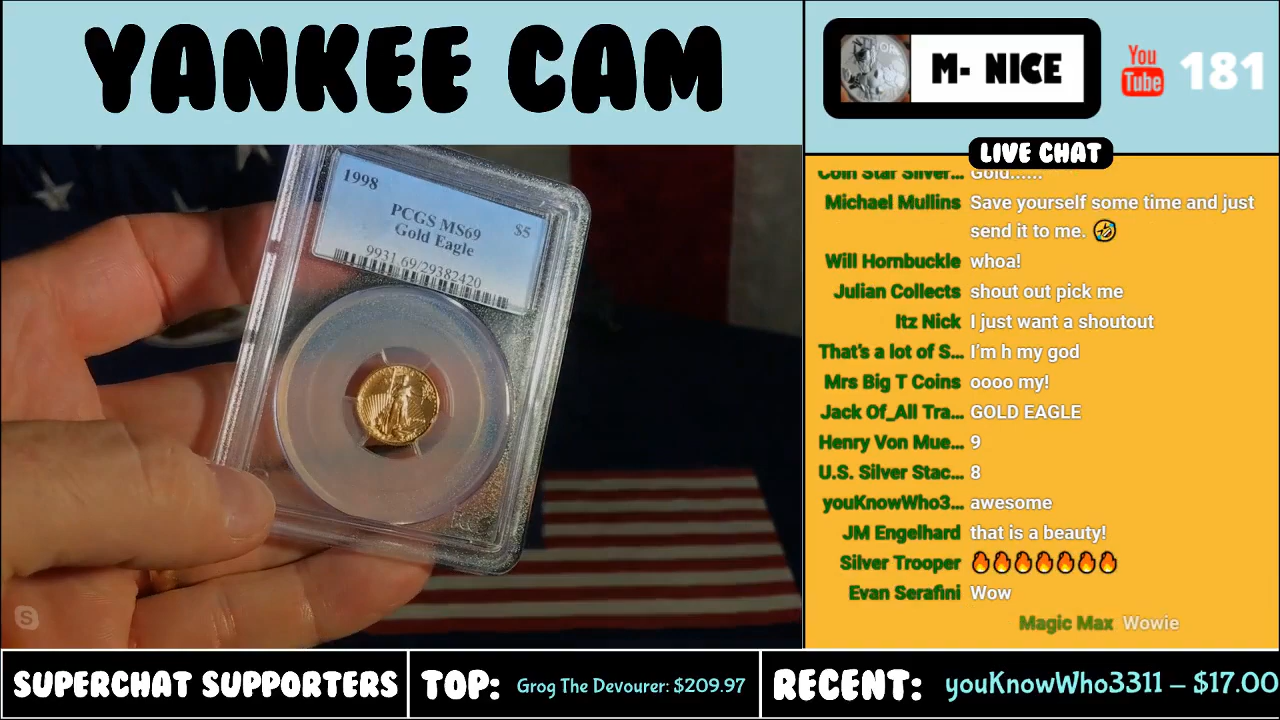 YANKEE CAM
M- NICE
You
Tube
181
1998
PCGS MS69
$5
Gold Eagle
9931.69/29382420
LIVE CHAT
Coin Star Silver... Gold......
Michael Mullins Save yourself some time and just
send it to me. 🤣
Will Hornbuckle whoa!
Julian Collects shout out pick me
Itz Nick I just want a shoutout
That's a lot of S... I'm h my god
Mrs Big T Coins oooo my!
Jack Of_All Tra... GOLD EAGLE
Henry Von Mue... 9
U.S. Silver Stac... 8
youKnowWho3... awesome
JM Engelhard that is a beauty!
Silver Trooper 🔥🔥🔥🔥🔥🔥🔥
Evan Serafini Wow
Magic Max Wowie
SUPERCHAT SUPPORTERS
TOP: Grog The Devourer: $209.97
RECENT: youKnowWho3311 – $17.00